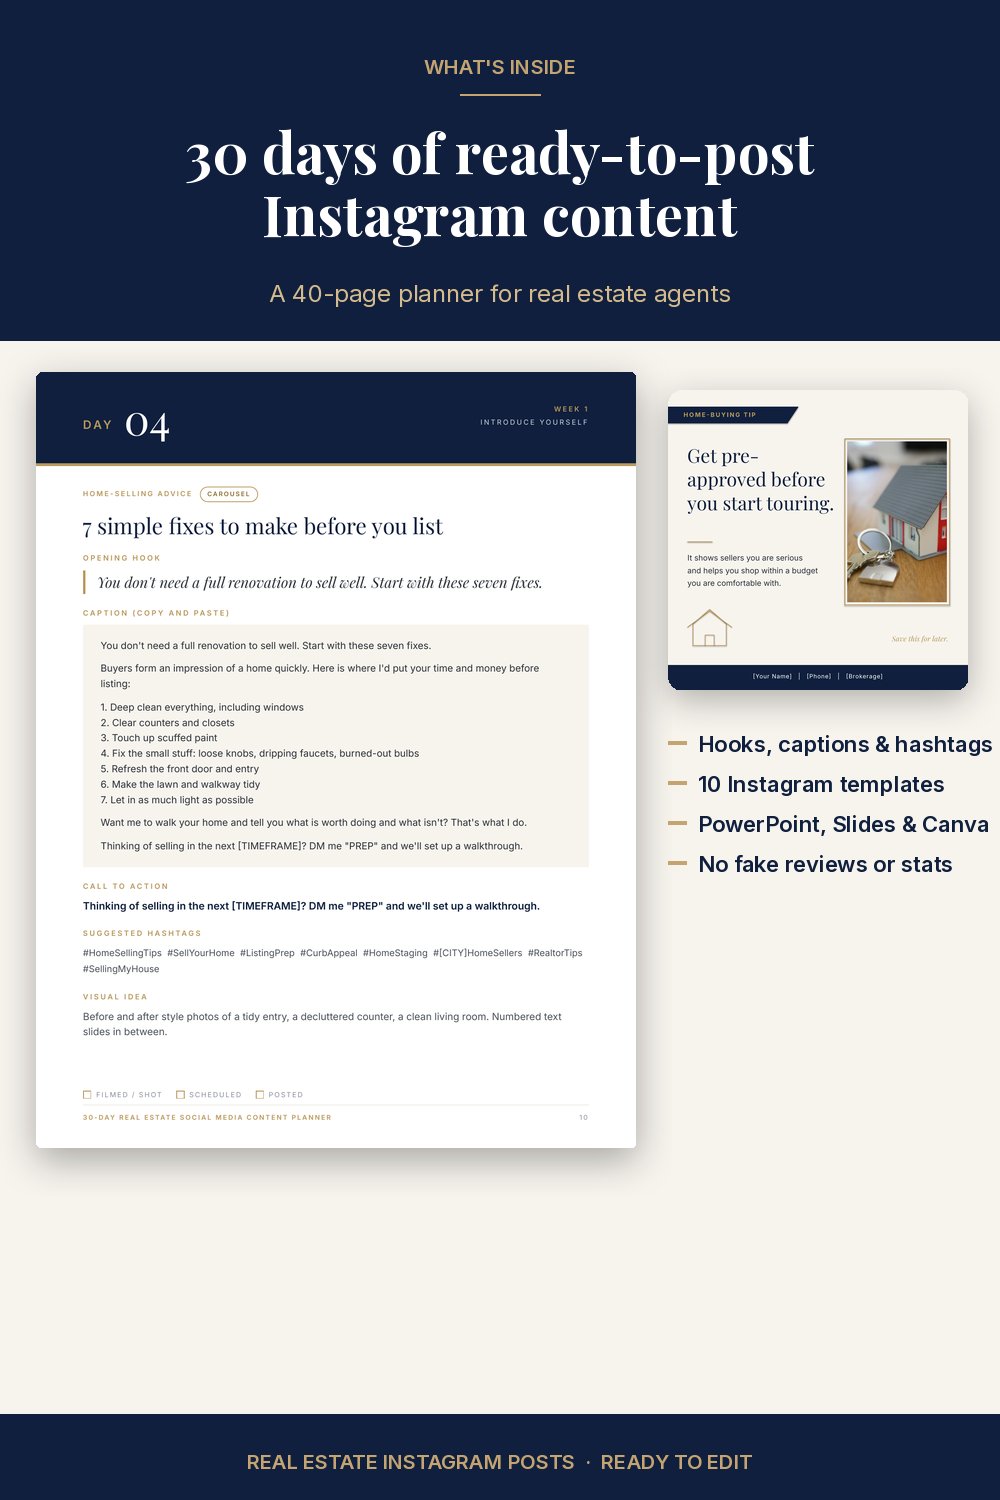 WHAT'S INSIDE
30 days of ready-to-post
Instagram content
A 40-page planner for real estate agents
DAY 04
WEEK 1
INTRODUCE YOURSELF
HOME-SELLING ADVICE CAROUSEL
7 simple fixes to make before you list
OPENING HOOK
You don't need a full renovation to sell well. Start with these seven fixes.
CAPTION (COPY AND PASTE)
You don't need a full renovation to sell well. Start with these seven fixes.
Buyers form an impression of a home quickly. Here is where I'd put your time and money before
listing:
1. Deep clean everything, including windows
2. Clear counters and closets
3. Touch up scuffed paint
4. Fix the small stuff: loose knobs, dripping faucets, burned-out bulbs
5. Refresh the front door and entry
6. Make the lawn and walkway tidy
7. Let in as much light as possible
Want me to walk your home and tell you what is worth doing and what isn't? That's what I do.
Thinking of selling in the next [TIMEFRAME]? DM me "PREP" and we'll set up a walkthrough.
CALL TO ACTION
Thinking of selling in the next [TIMEFRAME]? DM me "PREP" and we'll set up a walkthrough.
SUGGESTED HASHTAGS
#HomeSellingTips #SellYourHome #ListingPrep #CurbAppeal #HomeStaging #[CITY]HomeSellers #RealtorTips
#SellingMyHouse
VISUAL IDEA
Before and after style photos of a tidy entry, a decluttered counter, a clean living room. Numbered text
slides in between.
FILMED / SHOT SCHEDULED POSTED
30-DAY REAL ESTATE SOCIAL MEDIA CONTENT PLANNER 10
HOME-BUYING TIP
Get pre-
approved before
you start touring.
It shows sellers you are serious
and helps you shop within a budget
you are comfortable with.
Save this for later.
[Your Name] | [Phone] | [Brokerage]
Hooks, captions & hashtags
10 Instagram templates
PowerPoint, Slides & Canva
No fake reviews or stats
REAL ESTATE INSTAGRAM POSTS · READY TO EDIT